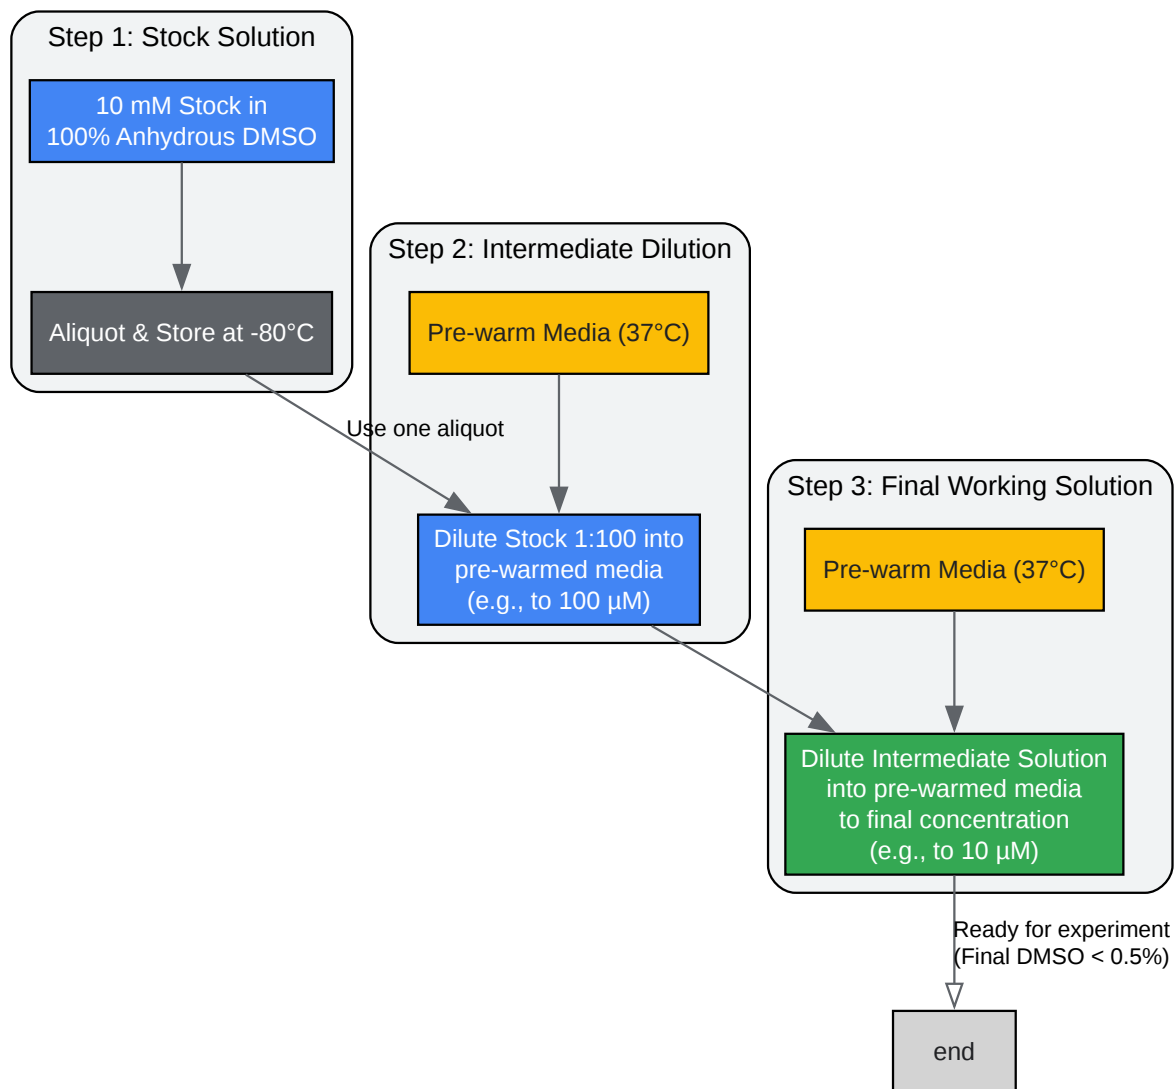 Step 1: Stock Solution
10 mM Stock in
100% Anhydrous DMSO
Aliquot & Store at -80°C
Use one aliquot
Step 2: Intermediate Dilution
Pre-warm Media (37°C)
Dilute Stock 1:100 into
pre-warmed media
(e.g., to 100 µM)
Step 3: Final Working Solution
Pre-warm Media (37°C)
Dilute Intermediate Solution
into pre-warmed media
to final concentration
(e.g., to 10 µM)
Ready for experiment
(Final DMSO < 0.5%)
end